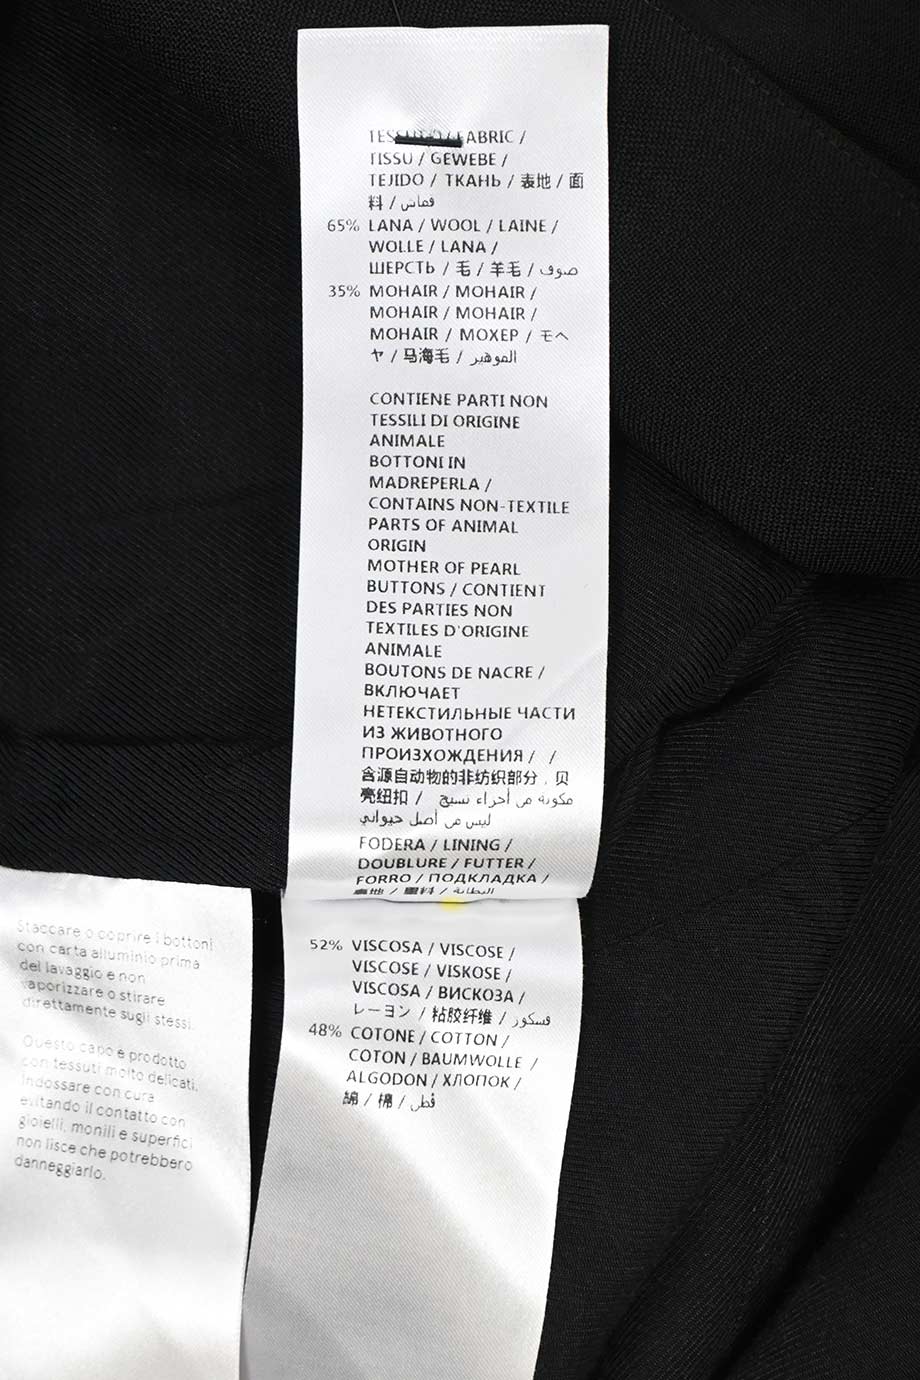 TESSUTO / FABRIC /
TISSU / GEWEBE /
TEJIDO / ТКАНЬ / 表地 / 面
料 / قماش
65% LANA / WOOL / LAINE /
WOLLE / LANA /
ШЕРСТЬ / 毛 / 羊毛 / صوف
35% MOHAIR / MOHAIR /
MOHAIR / MOHAIR /
MOHAIR / МОХЕР / モヘ
ヤ / 马海毛 / الموهير
CONTIENE PARTI NON
TESSILI DI ORIGINE
ANIMALE
BOTTONI IN
MADREPERLA /
CONTAINS NON-TEXTILE
PARTS OF ANIMAL
ORIGIN
MOTHER OF PEARL
BUTTONS / CONTIENT
DES PARTIES NON
TEXTILES D'ORIGINE
ANIMALE
BOUTONS DE NACRE /
ВКЛЮЧАЕТ
НЕТЕКСТИЛЬНЫЕ ЧАСТИ
ИЗ ЖИВОТНОГО
ПРОИЗХОЖДЕНИЯ / /
含源自动物的非纺织部分，贝
壳纽扣 / مكونة من أجزاء نسيج
ليس من أصل حيواني
FODERA / LINING /
DOUBLURE / FUTTER /
FORRO / ПОДКЛАДКА /
البطانة
52% VISCOSA / VISCOSE /
VISCOSE / VISKOSE /
VISCOSA / ВИСКОЗА /
レーヨン / 粘胶纤维 / فسكوز
48% COTONE / COTTON /
COTON / BAUMWOLLE /
ALGODON / ХЛОПОК /
綿 / 棉 / قطن
Staccare o coprire i bottoni
con carta alluminio prima
del lavaggio e non
vaporizzare o stirare
direttamente sugli stessi.
Questo capo è prodotto
con tessuti molto delicati.
Indossare con cura
evitando il contatto con
gioielli, monili e superfici
non lisce che potrebbero
danneggiarlo.